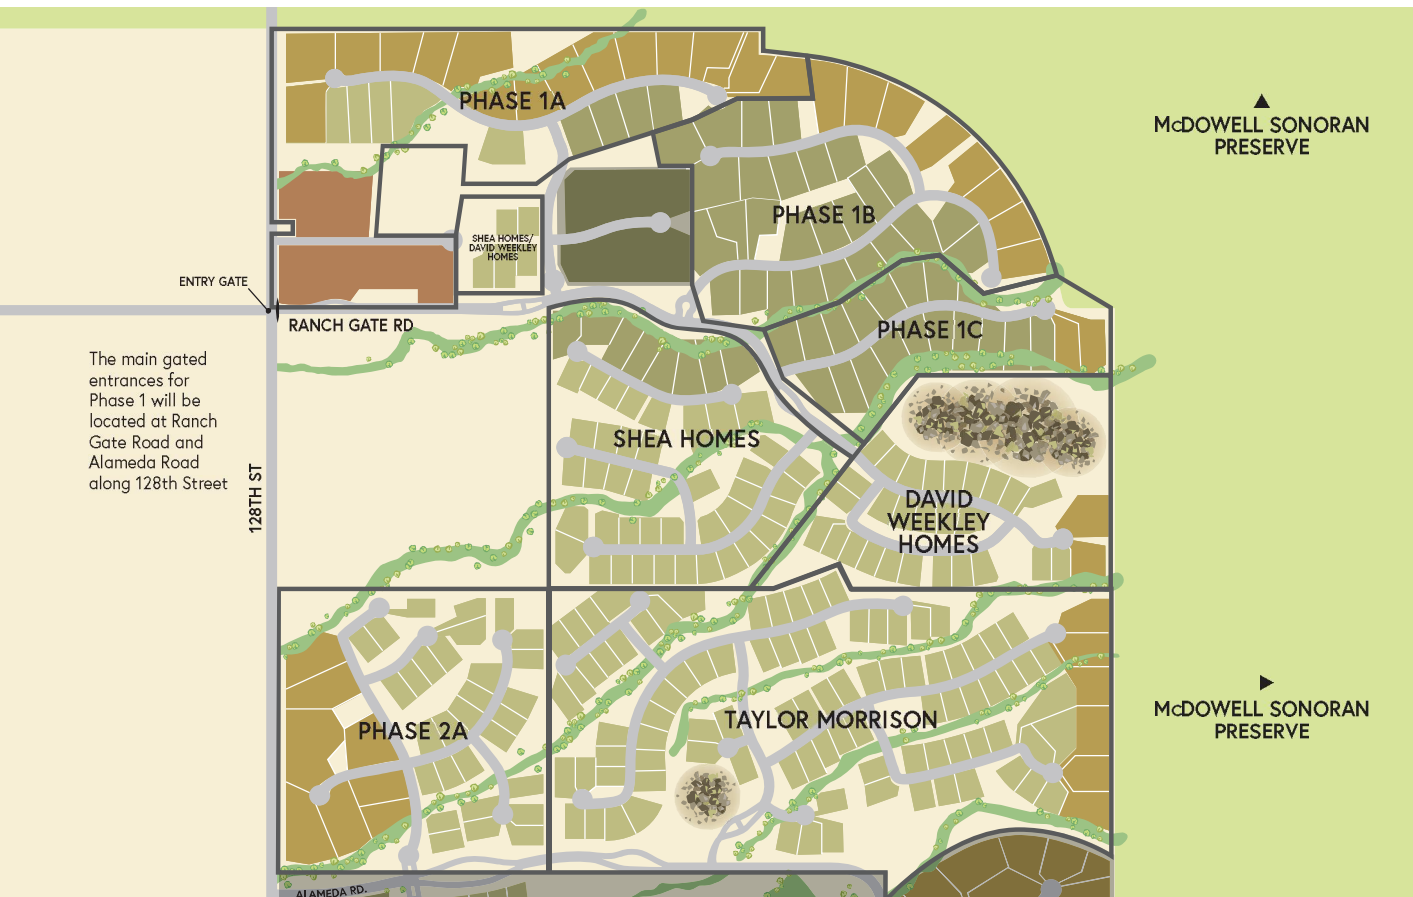 PHASE 1A
McDOWELL SONORAN
PRESERVE
PHASE 1B
SHEA HOMES/
DAVID WEEKLEY
HOMES
ENTRY GATE
RANCH GATE RD
PHASE 1C
The main gated
entrances for
Phase 1 will be
located at Ranch
Gate Road and
Alameda Road
along 128th Street
128TH ST
SHEA HOMES
DAVID
WEEKLEY
HOMES
PHASE 2A
TAYLOR MORRISON
McDOWELL SONORAN
PRESERVE
ALAMEDA RD.